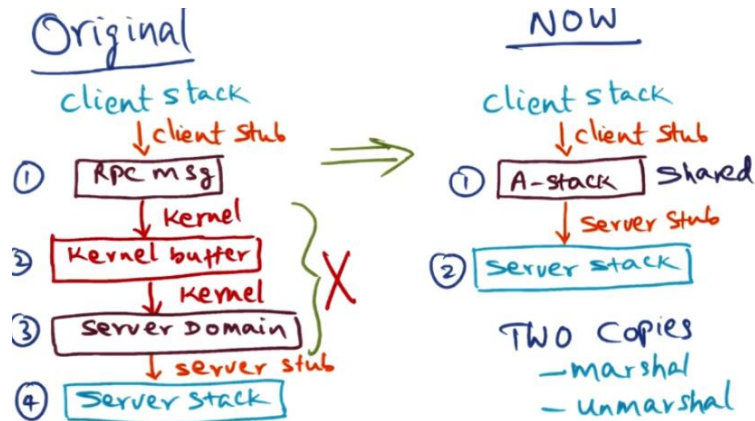 Original
client stack
client stub
① RPC msg
Kernel
② Kernel buffer
Kernel
X
③ Server Domain
server stub
④ Server stack
NOW
client stack
client stub
① A-stack Shared
Server stub
② Server stack
TWO Copies
- marshal
- unmarshal